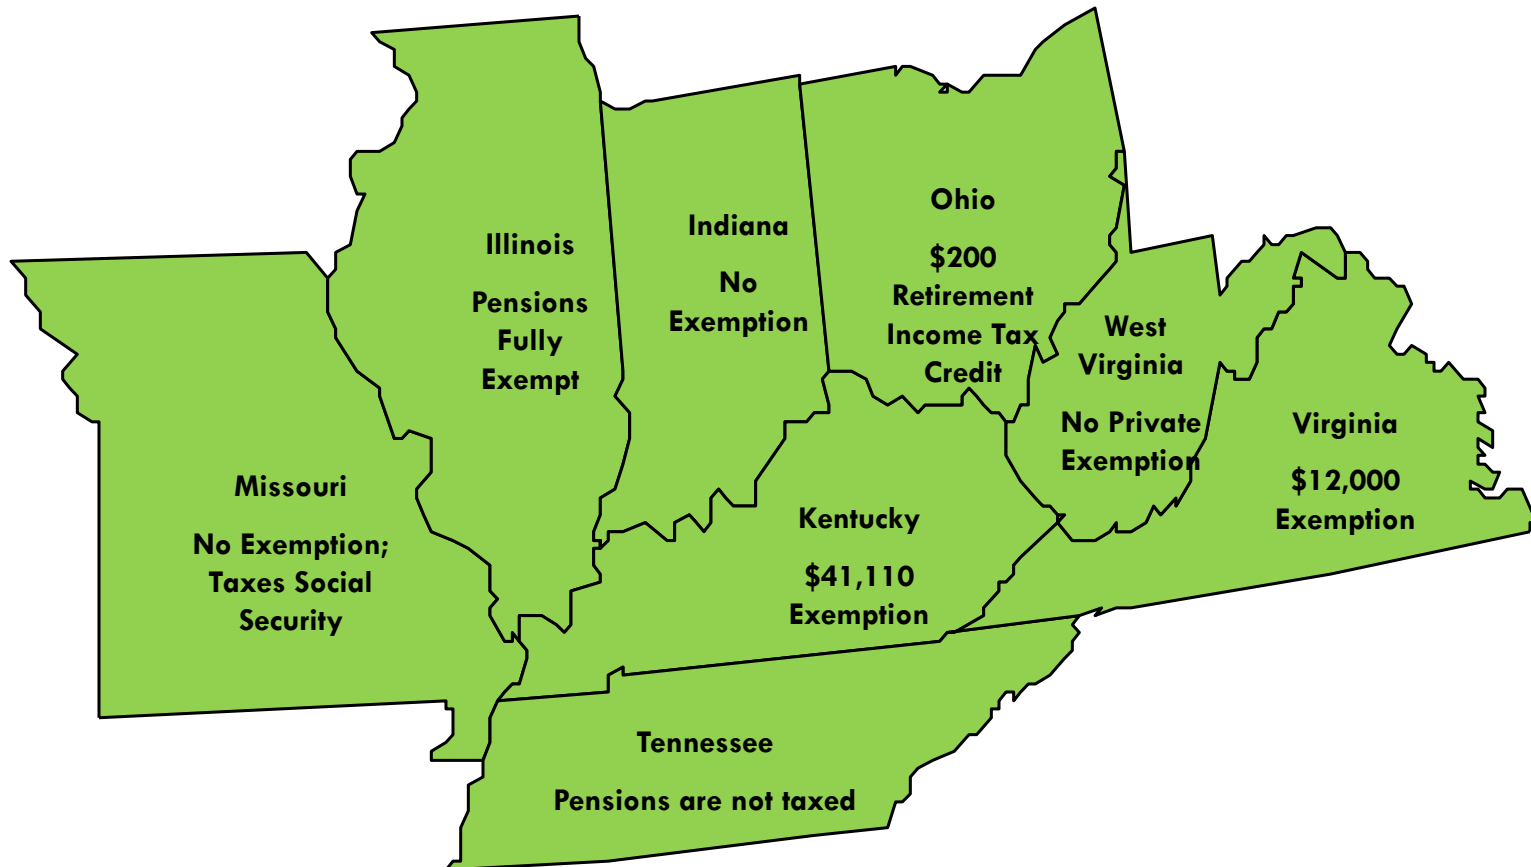 Illinois
Pensions
Fully
Exempt
Indiana
No
Exemption
Ohio
$200
Retirement
Income Tax
Credit
West
Virginia
No Private
Exemption
Virginia
$12,000
Exemption
Missouri
No Exemption;
Taxes Social
Security
Kentucky
$41,110
Exemption
Tennessee
Pensions are not taxed